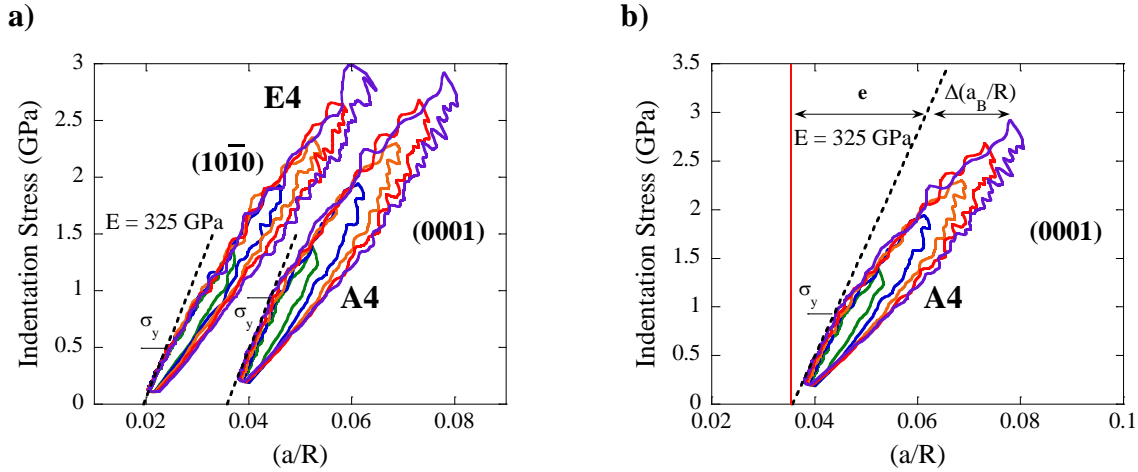 a)
3
2.5
2
1.5
1
0.5
0
Indentation Stress (GPa)
E4
(101̅0)
E = 325 GPa
(0001)
A4
σy
σy
0.02
0.04
0.06
0.08
(a/R)
b)
3.5
3
2.5
2
1.5
1
0.5
0
Indentation Stress (GPa)
e
Δ(aB/R)
E = 325 GPa
(0001)
A4
σy
0.02
0.04
0.06
0.08
0.1
(a/R)